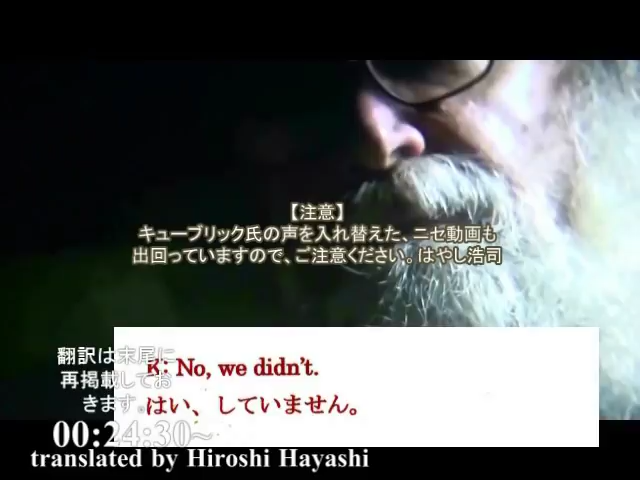 【注意】
キューブリック氏の声を入れ替えた、ニセ動画も
出回っていますので、ご注意ください。はやし浩司
K: No, we didn't.
はい、していません。
翻訳は末尾に
再掲載してお
きます。
00:24:30~
translated by Hiroshi Hayashi